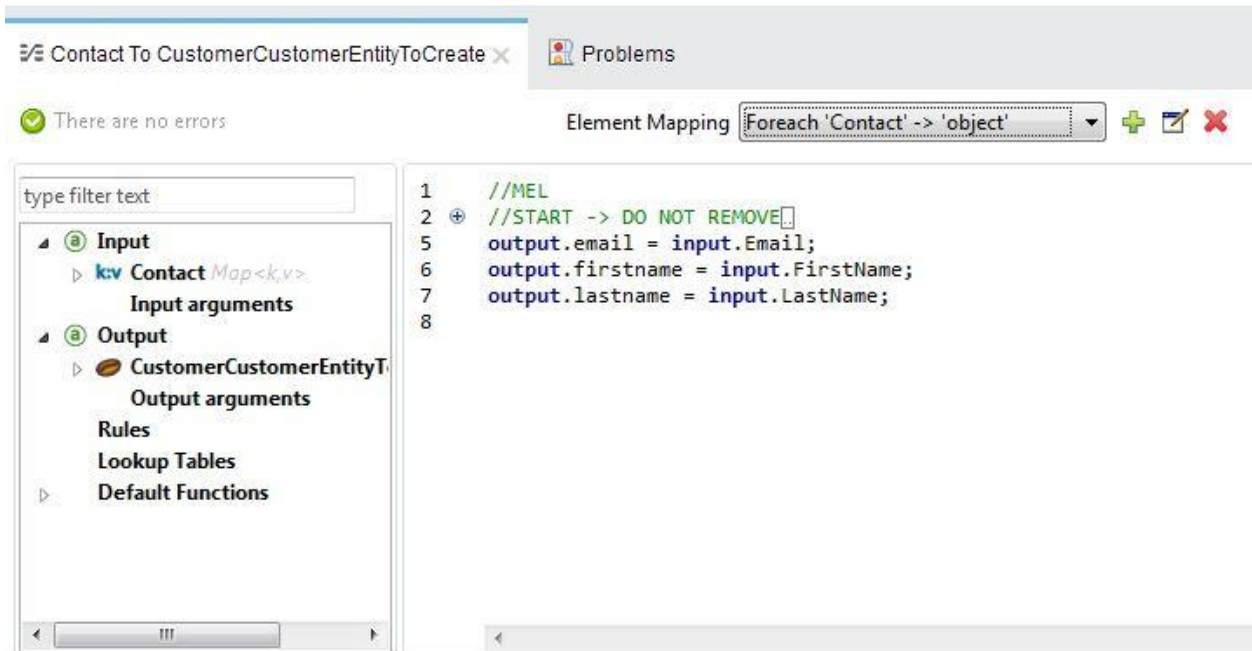 Contact To CustomerCustomerEntityToCreate
Problems
There are no errors
Element Mapping
Foreach 'Contact' -> 'object'
type filter text
Input
k:v Contact Map<k,v>
Input arguments
Output
CustomerCustomerEntityT
Output arguments
Rules
Lookup Tables
Default Functions
1 //MEL
2 //START -> DO NOT REMOVE..
5 output.email = input.Email;
6 output.firstname = input.FirstName;
7 output.lastname = input.LastName;
8